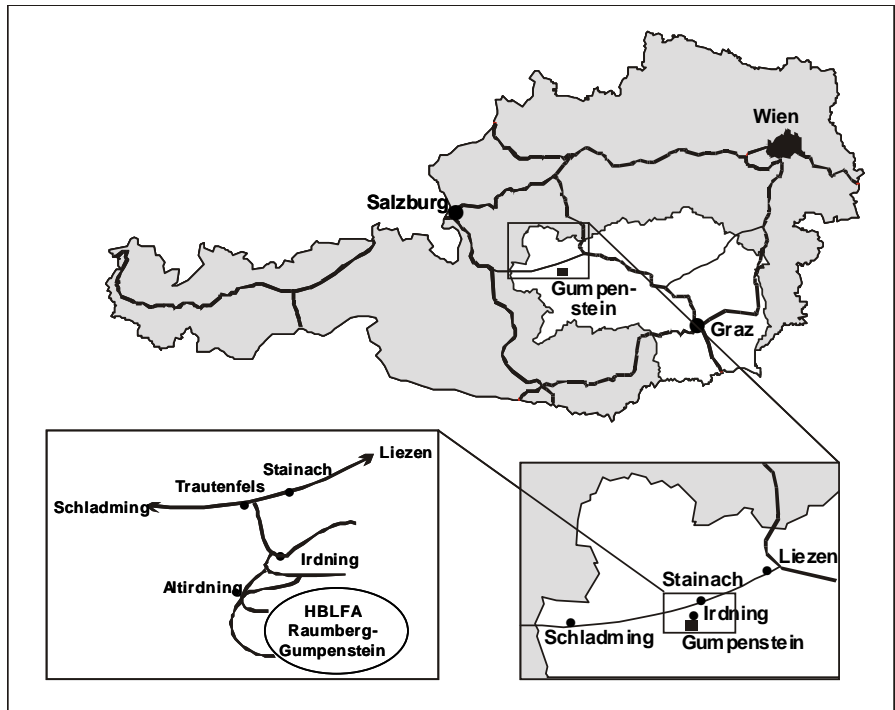 Wien
Salzburg
Gumpen-
stein
Graz
Liezen
Stainach
Trautenfels
Schladming
Irdning
Altirdning
HBLFA
Raumberg-
Gumpenstein
Liezen
Stainach
Irdning
Schladming
Gumpenstein